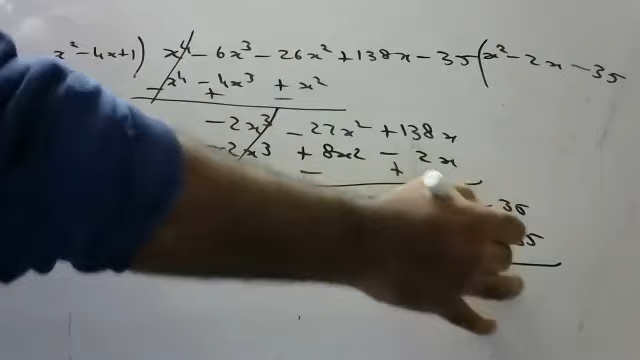 x² - 4x + 1) x⁴ - 6x³ - 26x² + 138x - 35 (x² - 2x - 35
- x⁴ - 4x³ + x²
+ -
- 2x³ - 27x² + 138x
- 2x³ + 8x2 - 2x
- +
- 35
35